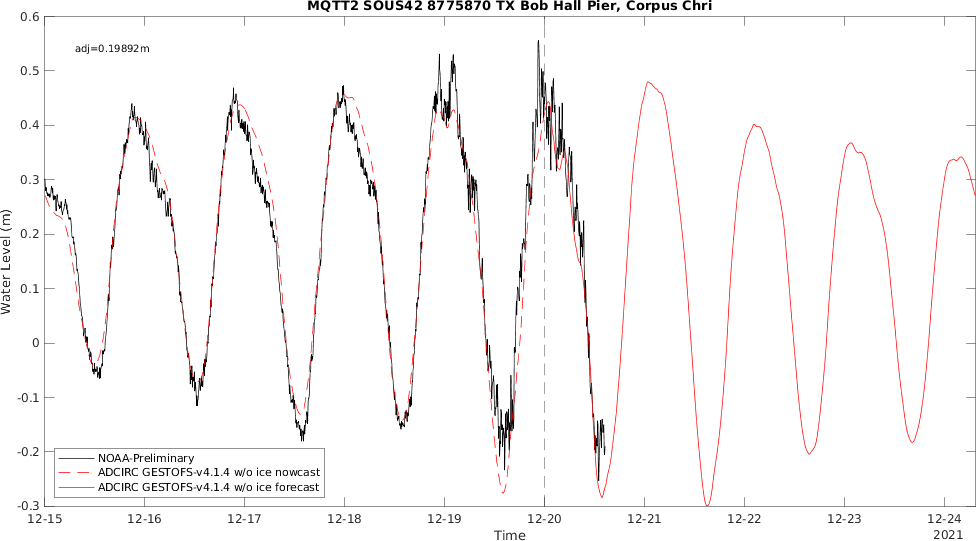 MQTT2 SOUS42 8775870 TX Bob Hall Pier, Corpus Chri
adj=0.19892m
0.6
0.5
0.4
0.3
0.2
0.1
0
-0.1
-0.2
-0.3
Water Level (m)
NOAA-Preliminary
ADCIRC GESTOFS-v4.1.4 w/o ice nowcast
ADCIRC GESTOFS-v4.1.4 w/o ice forecast
12-15 12-16 12-17 12-18 12-19 12-20 12-21 12-22 12-23 12-24
Time
2021